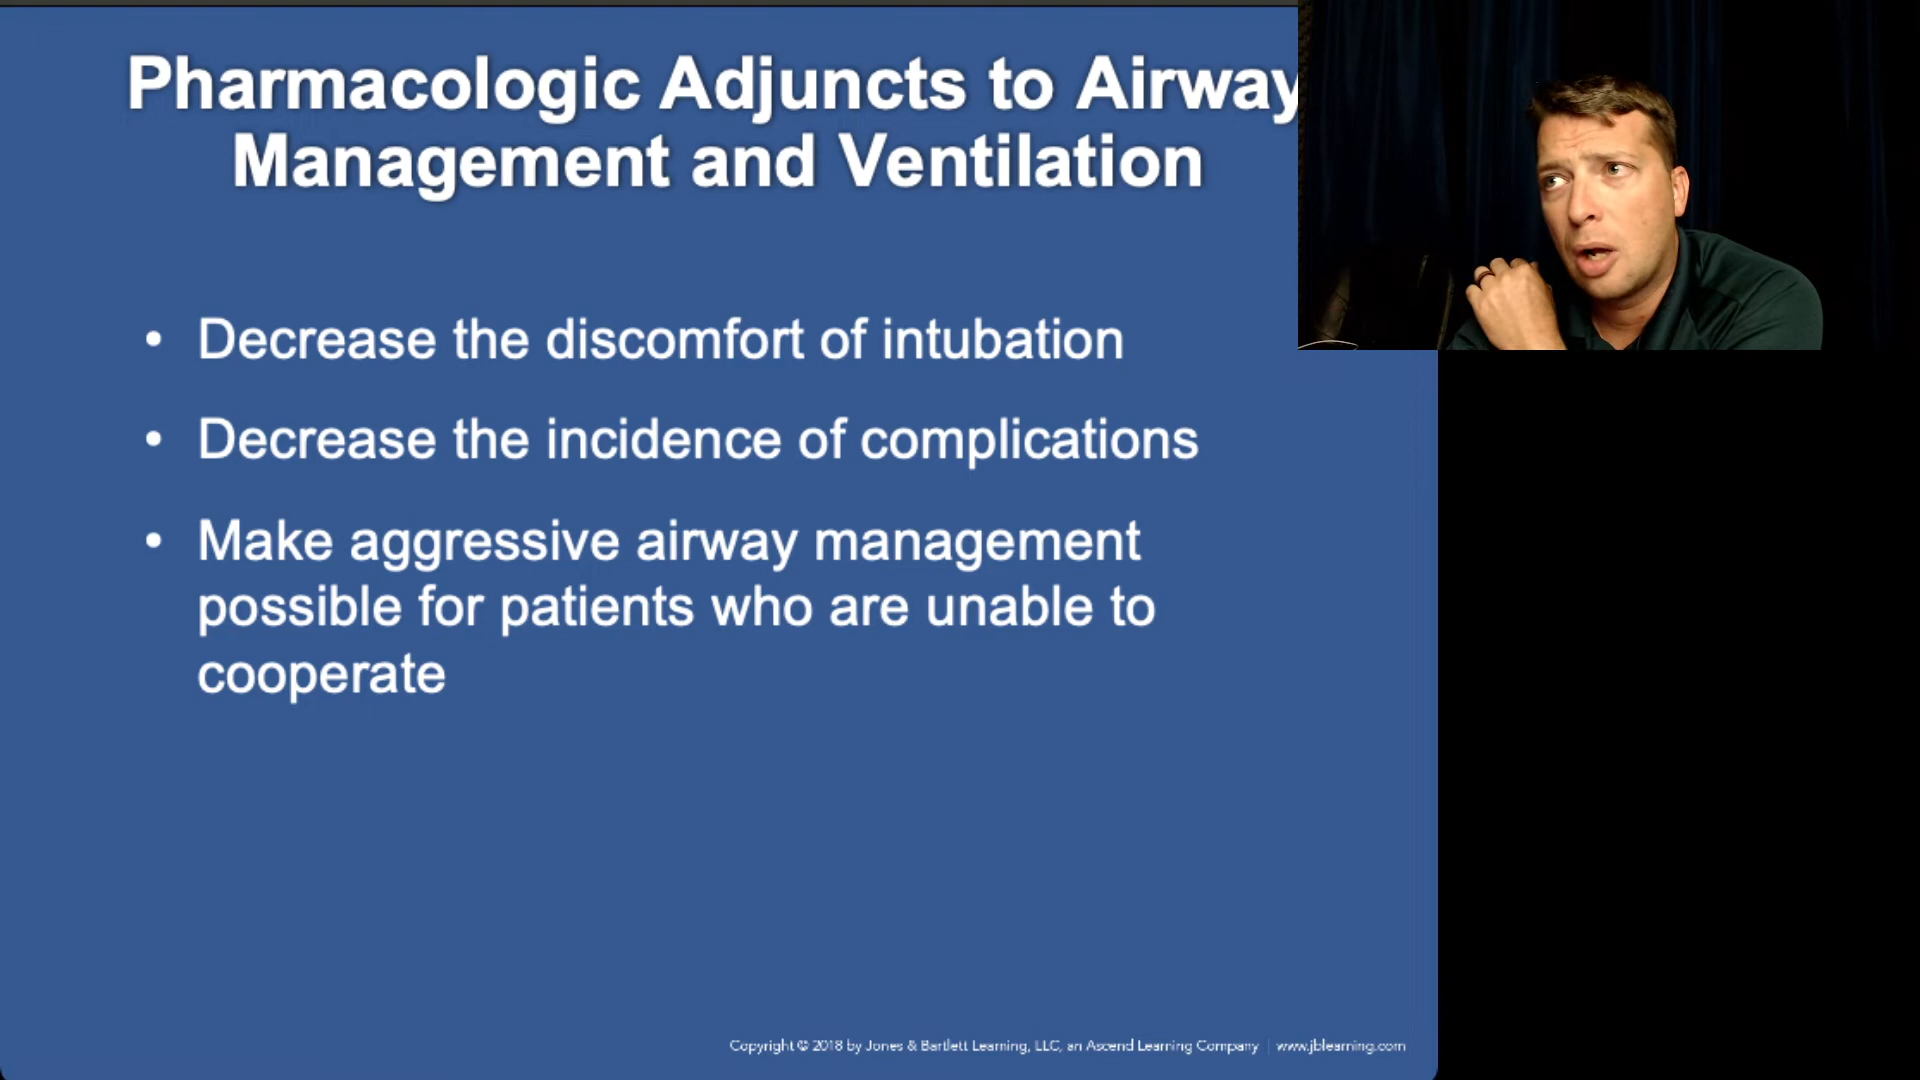 Pharmacologic Adjuncts to Airway
Management and Ventilation
• Decrease the discomfort of intubation
• Decrease the incidence of complications
• Make aggressive airway management
possible for patients who are unable to
cooperate
Copyright © 2018 by Jones & Bartlett Learning, LLC, an Ascend Learning Company | www.jblearning.com